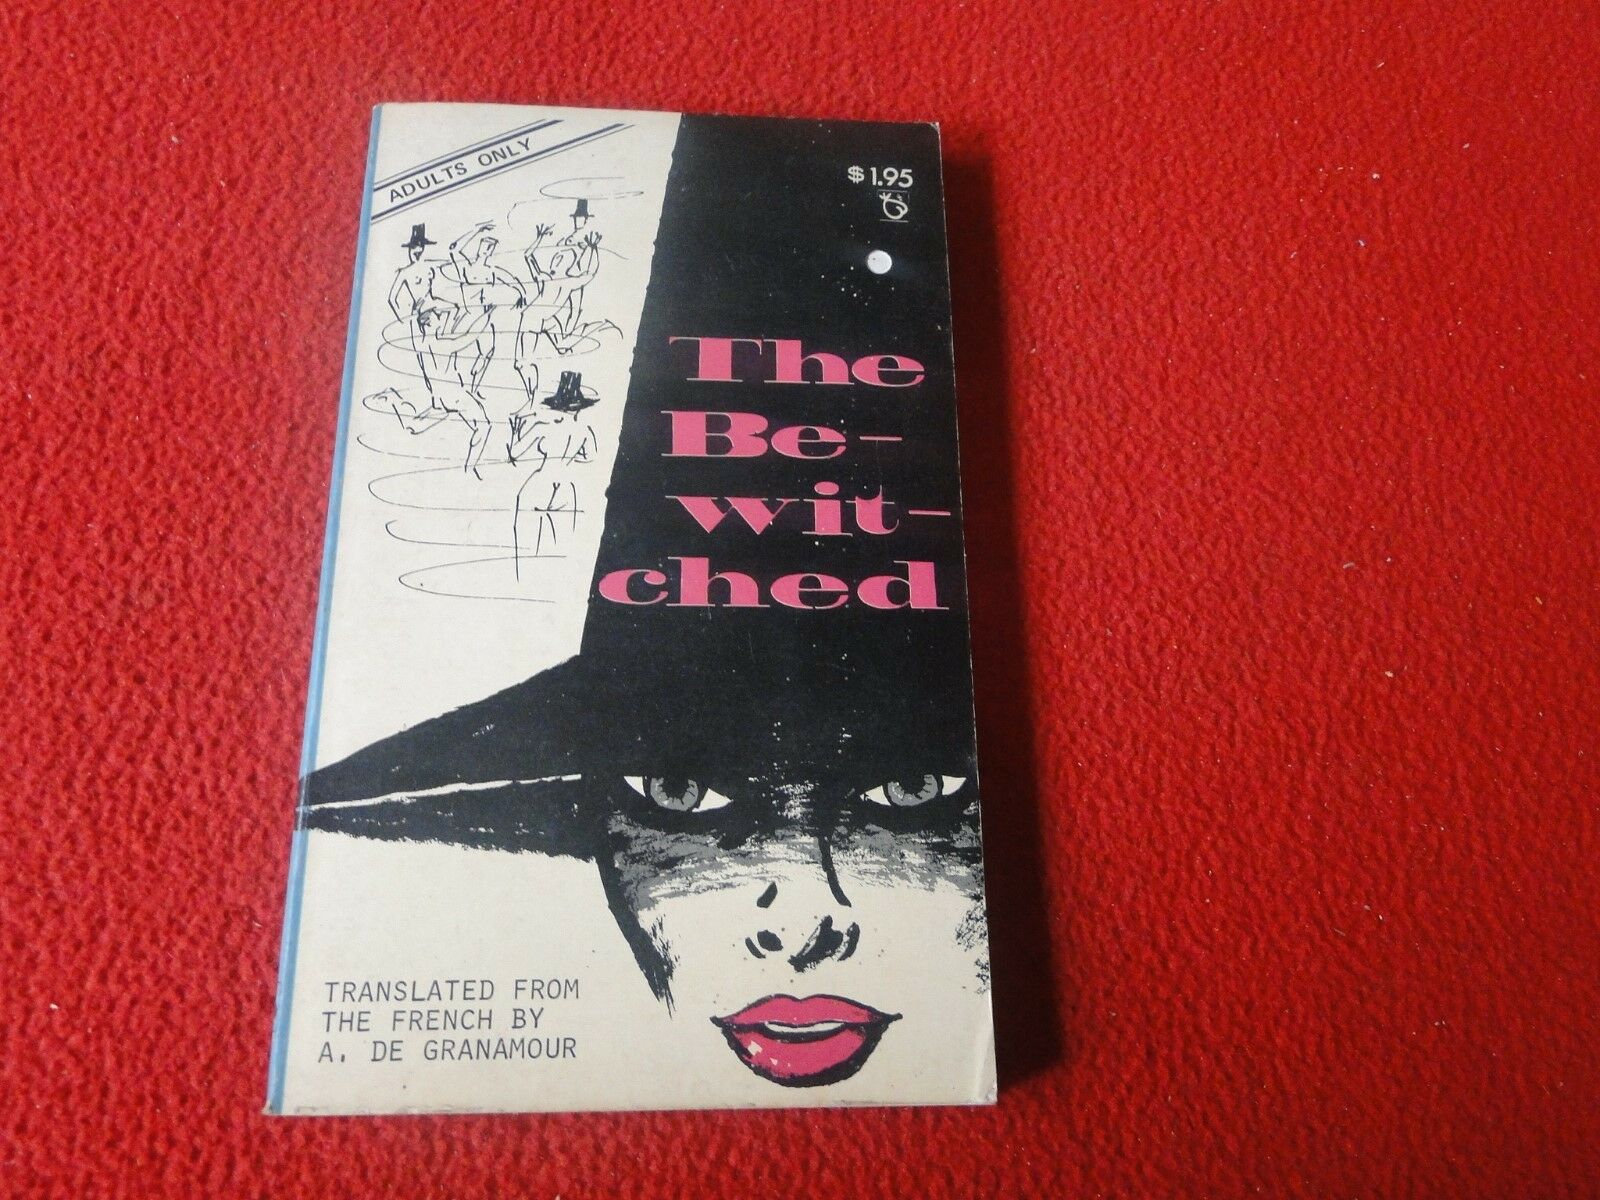 ADULTS ONLY
$1.95
The
Be-
wit-
ched
TRANSLATED FROM
THE FRENCH BY
A. DE GRANAMOUR